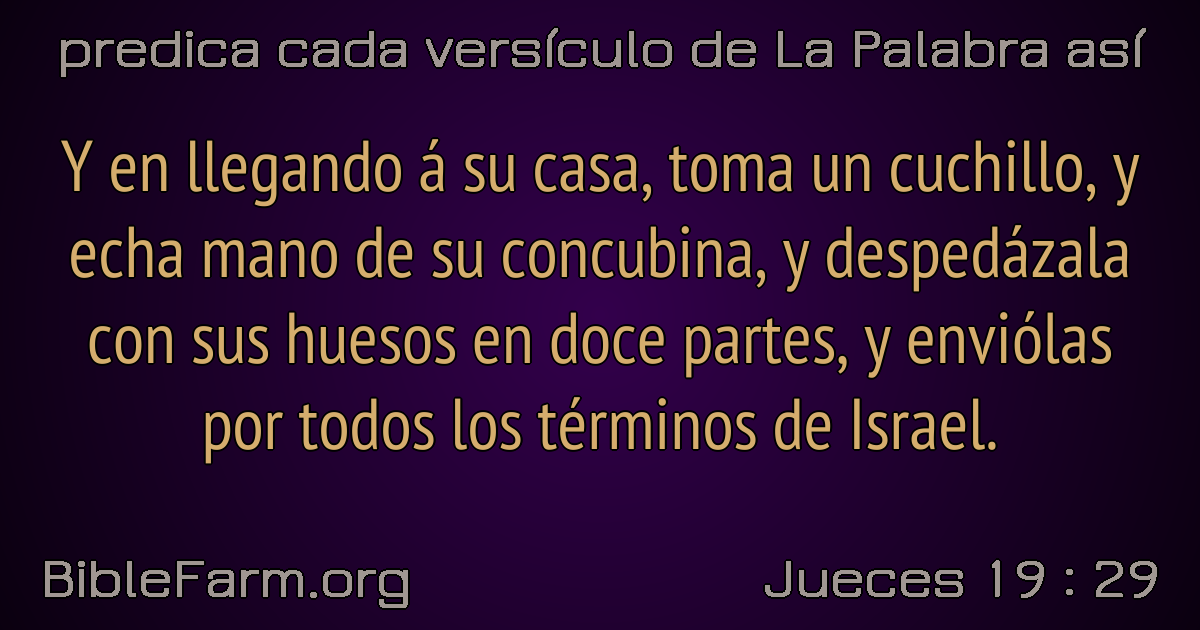 predica cada versículo de La Palabra así
Y en llegando á su casa, toma un cuchillo, y
echa mano de su concubina, y despedázala
con sus huesos en doce partes, y enviólas
por todos los términos de Israel.
BibleFarm.org
Jueces 19 : 29